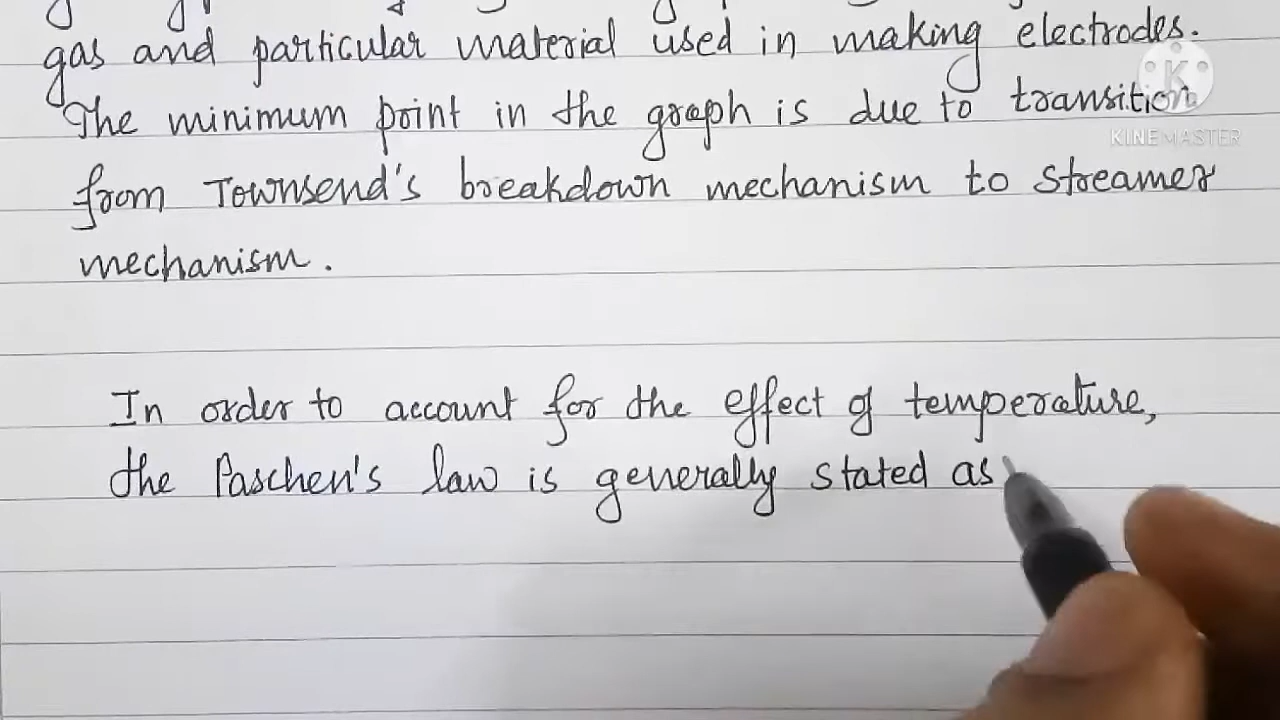 gas and particular material used in making electrodes.
The minimum point in the graph is due to transition
KINEMASTER
from Townsend's breakdown mechanism to streamer
mechanism.
In order to account for the effect of temperature,
the Paschen's law is generally stated as